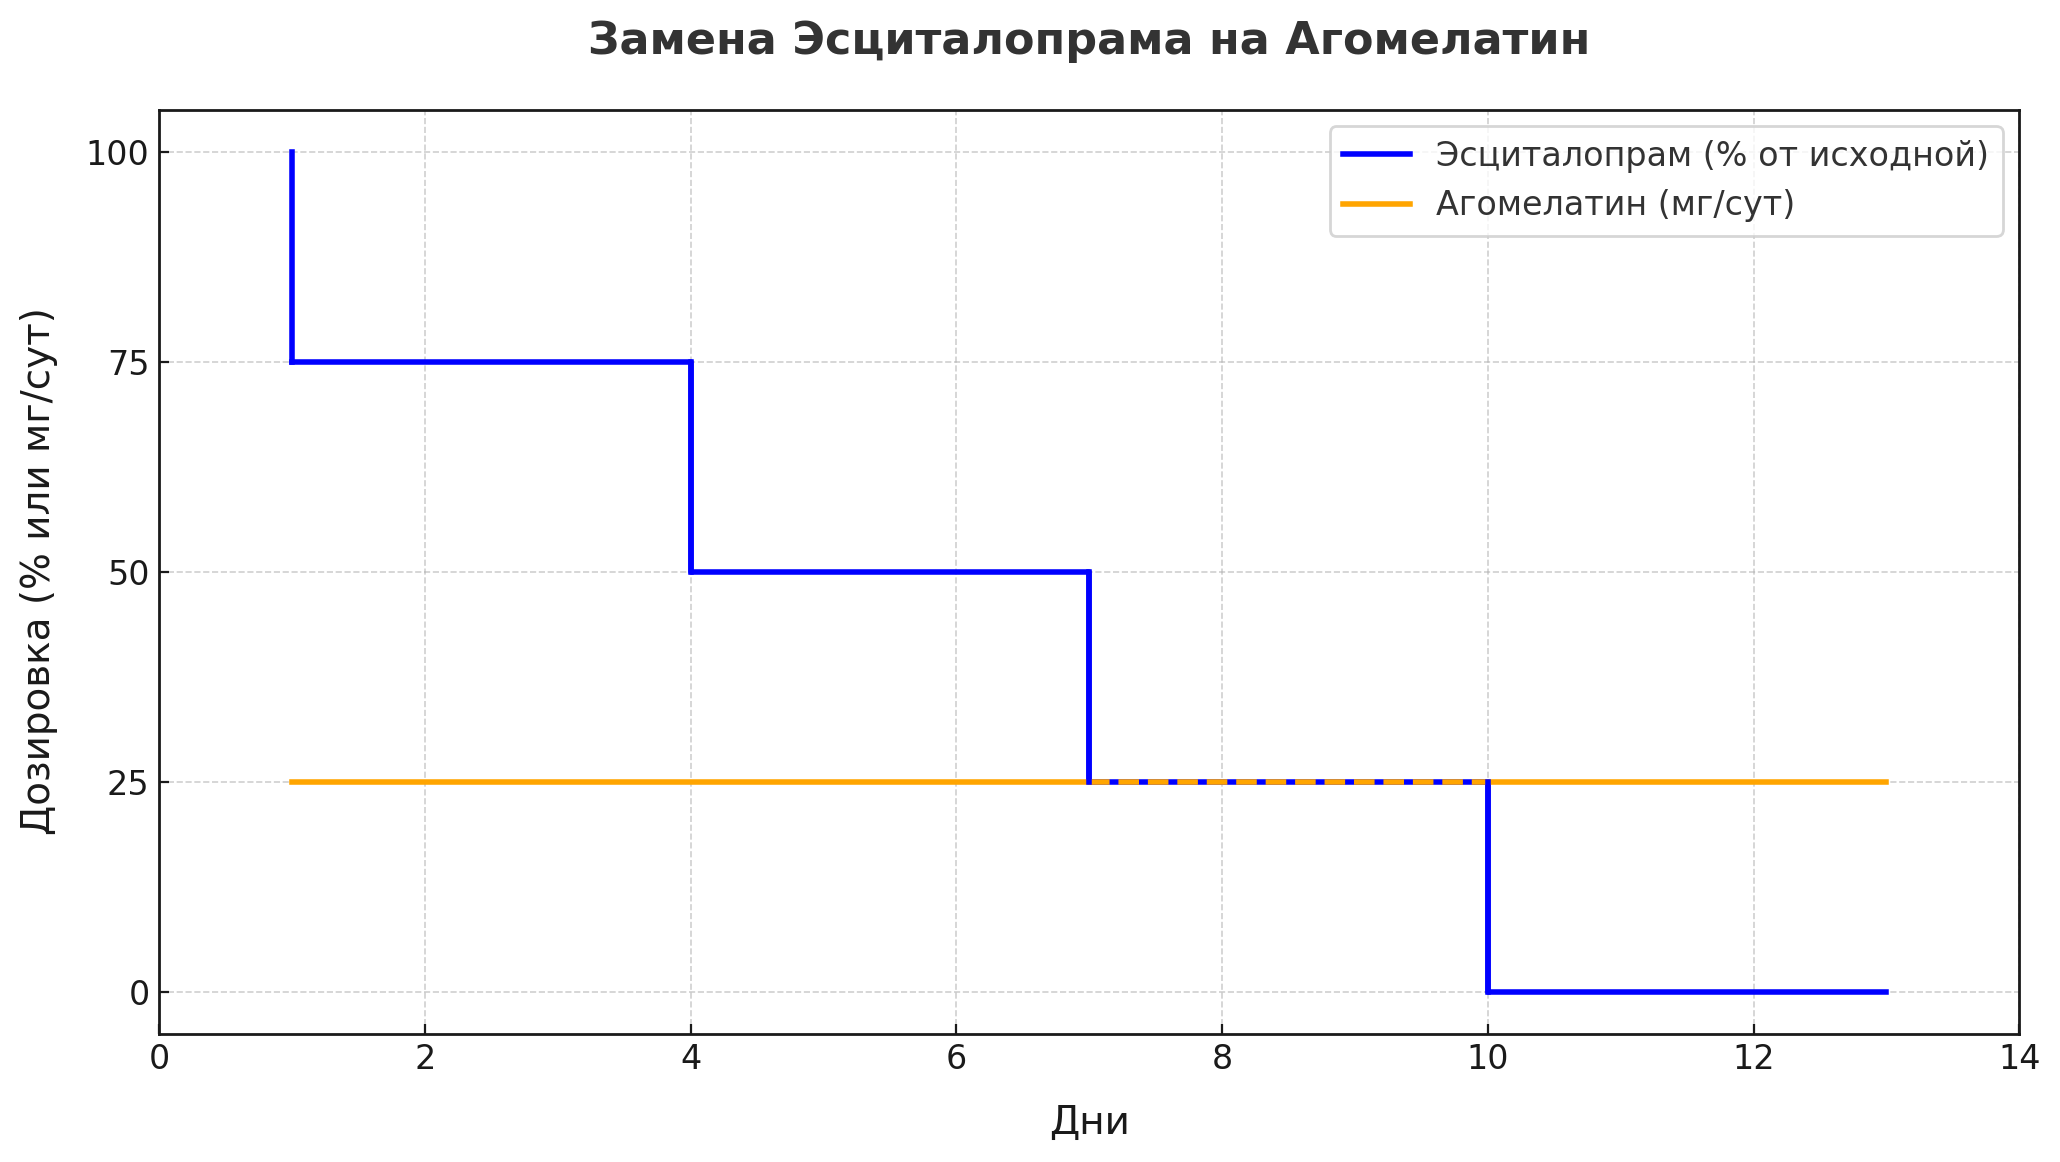 Замена Эсциталопрама на Агомелатин
Эсциталопрам (% от исходной)
Агомелатин (мг/сут)
Дозировка (% или мг/сут)
100
75
50
25
0
0 2 4 6 8 10 12 14
Дни